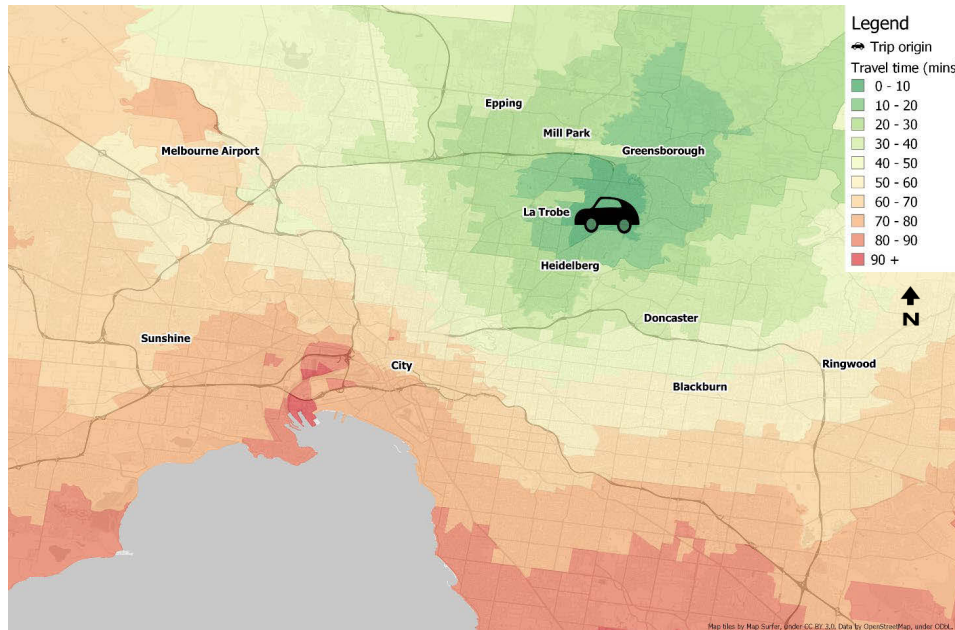 Legend
Trip origin
Travel time (mins
0 - 10
10 - 20
20 - 30
30 - 40
40 - 50
50 - 60
60 - 70
70 - 80
80 - 90
90 +
N
Epping
Mill Park
Melbourne Airport
Greensborough
La Trobe
Heidelberg
Doncaster
Sunshine
City
Ringwood
Blackburn
Map tiles by Map Surfer, under CC BY 3.0. Data by OpenStreetMap, under ODbL.